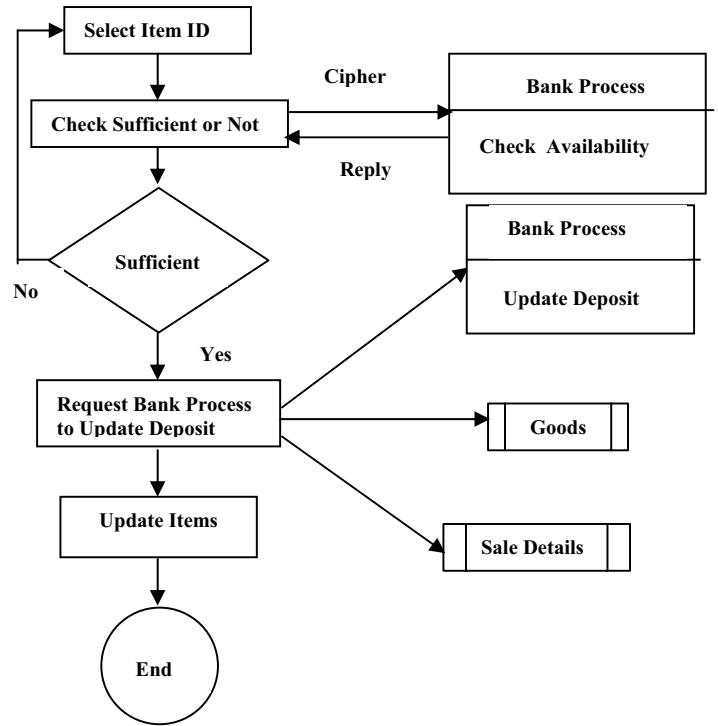 Select Item ID
Cipher
Bank Process
Check Sufficient or Not
Check Availability
Reply
Bank Process
Sufficient
No
Update Deposit
Yes
Request Bank Process
to Update Deposit
Goods
Update Items
Sale Details
End